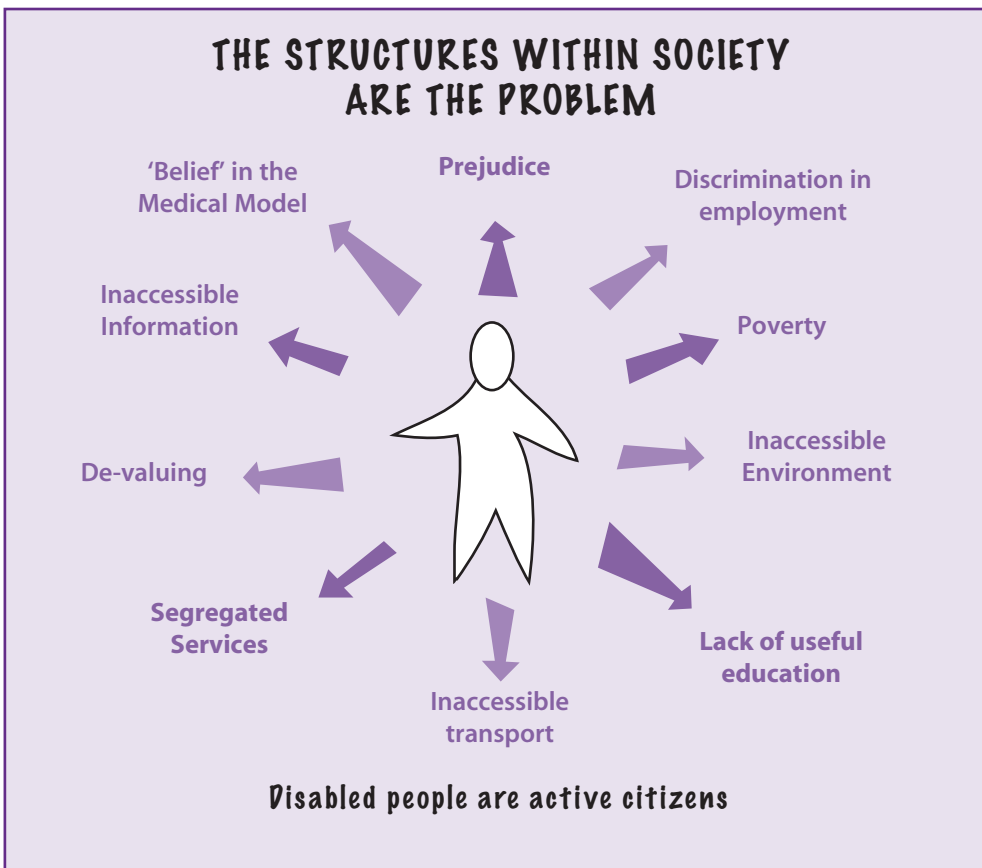 THE STRUCTURES WITHIN SOCIETY
ARE THE PROBLEM
‘Belief’ in the
Medical Model
Prejudice
Discrimination in
employment
Inaccessible
Information
Poverty
De-valuing
Inaccessible
Environment
Segregated
Services
Lack of useful
education
Inaccessible
transport
Disabled people are active citizens